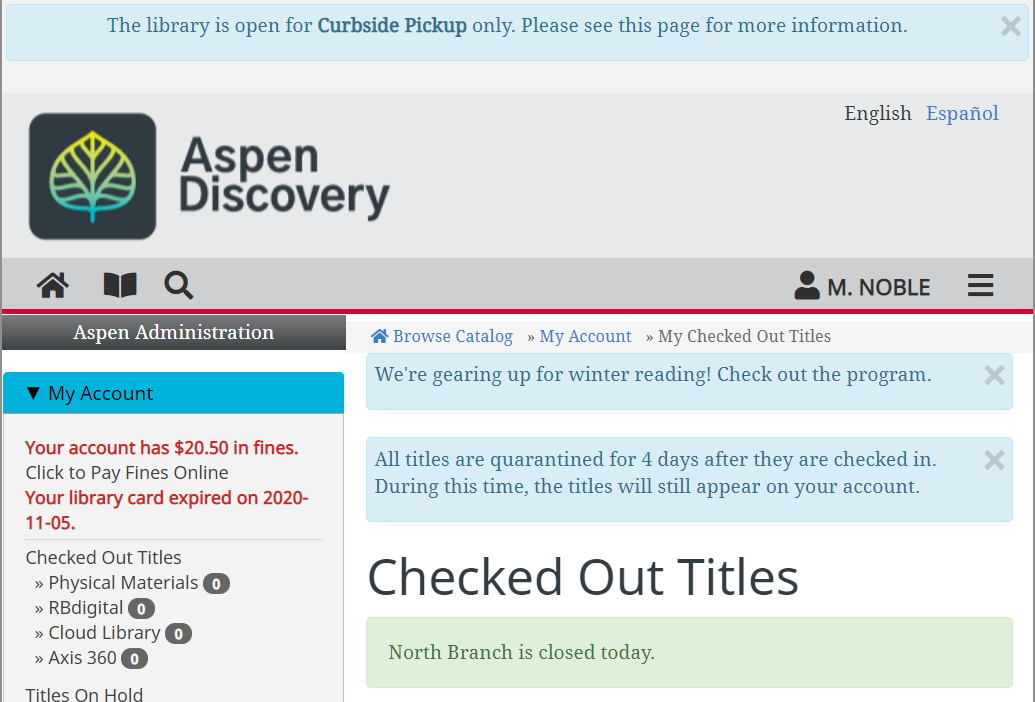 The library is open for Curbside Pickup only. Please see this page for more information.
English Español
Aspen
Discovery
M. NOBLE
Aspen Administration
Browse Catalog » My Account » My Checked Out Titles
▼ My Account
Your account has $20.50 in fines.
Click to Pay Fines Online
Your library card expired on 2020-
11-05.
Checked Out Titles
» Physical Materials 0
» RBdigital 0
» Cloud Library 0
» Axis 360 0
Titles On Hold
We're gearing up for winter reading! Check out the program.
All titles are quarantined for 4 days after they are checked in.
During this time, the titles will still appear on your account.
Checked Out Titles
North Branch is closed today.